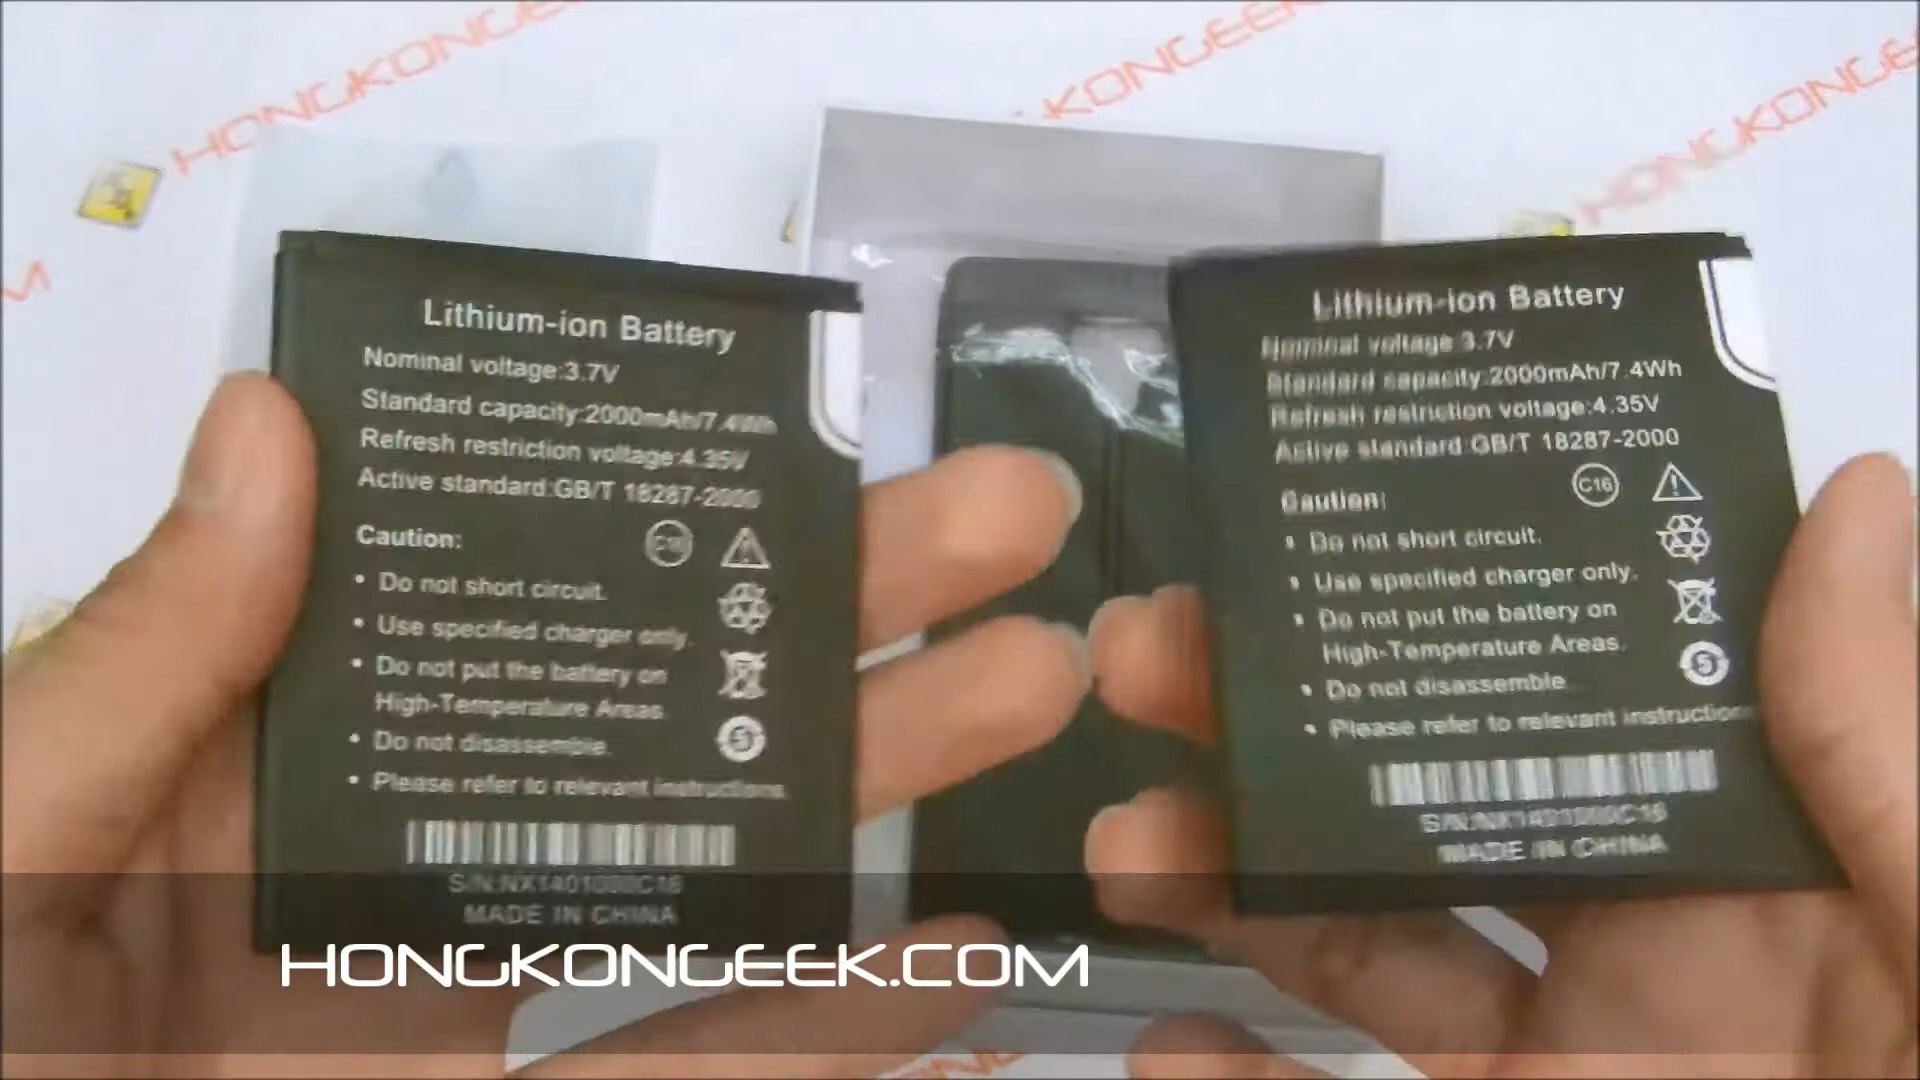 HONGKONGEEK
KONGEEK
HONGKONGEE
M
Lithium-ion Battery
Nominal voltage:3.7V
Standard capacity:2000mAh/7.4Wh
Refresh restriction voltage:4.35V
Active standard:GB/T 18287-2000
C16
Caution:
• Do not short circuit.
• Use specified charger only.
• Do not put the battery on
High-Temperature Areas.
• Do not disassemble.
• Please refer to relevant instructions.
5
MADE IN CHINA
Lithium-ion Battery
Nominal voltage:3.7V
Standard capacity:2000mAh/7.4Wh
Refresh restriction voltage:4.35V
Active standard:GB/T 18287-2000
C16
Caution:
• Do not short circuit.
• Use specified charger only.
• Do not put the battery on
High-Temperature Areas.
• Do not disassemble.
• Please refer to relevant instruction
5
MADE IN CHINA
HONGKONGEEK.COM